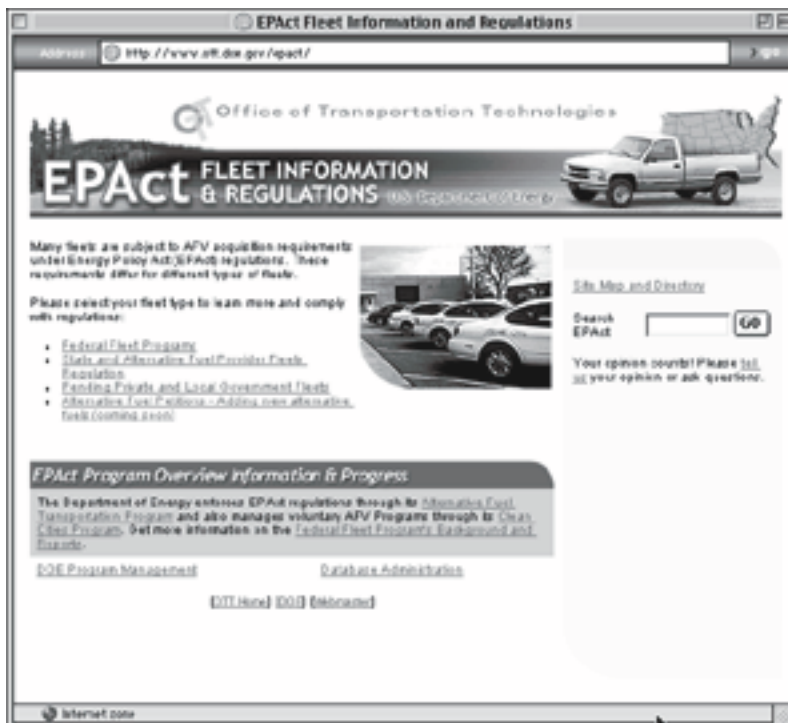 EPAct Fleet Information and Regulations
Address http://www.ott.doe.gov/epact/ go
Office of Transportation Technologies
EPAct FLEET INFORMATION
& REGULATIONS U.S. Department of Energy
Many fleets are subject to AFV acquisition requirements
under Energy Policy Act (EPAct) regulations. These
requirements differ for different types of fleets.
Please select your fleet type to learn more and comply
with regulations:
• Federal Fleet Programs
• State and Alternative Fuel Provider Fleets
Regulation
• Pending Private and Local Government Fleets
• Alternative Fuel Petitions - Adding new alternative
fuels (coming soon)
Site Map and Directory
Search
EPAct GO
Your opinion counts! Please tell
us your opinion or ask questions.
EPAct Program Overview Information & Progress
The Department of Energy enforces EPAct regulations through its Alternative Fuel
Transportation Program and also manages voluntary AFV Programs through its Clean
Cities Program. Get more information on the Federal Fleet Program's Background and
Reports.
DOE Program Management Database Administration
[OTT Home] [DOE] [Webmaster]
Internet zone